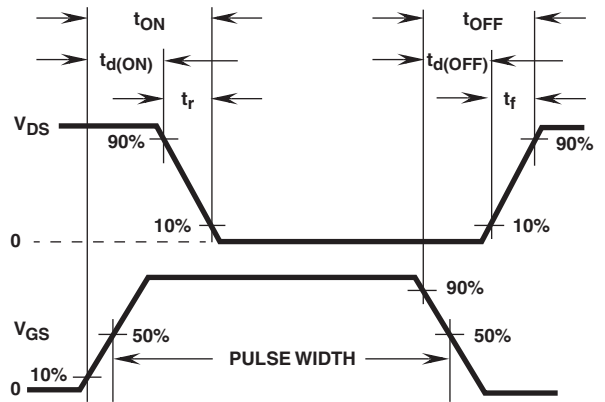 tON tOFF
td(ON) td(OFF)
tr tf
VDS
90% 90%
10% 10%
0
90%
VGS 50% 50%
10% PULSE WIDTH
0